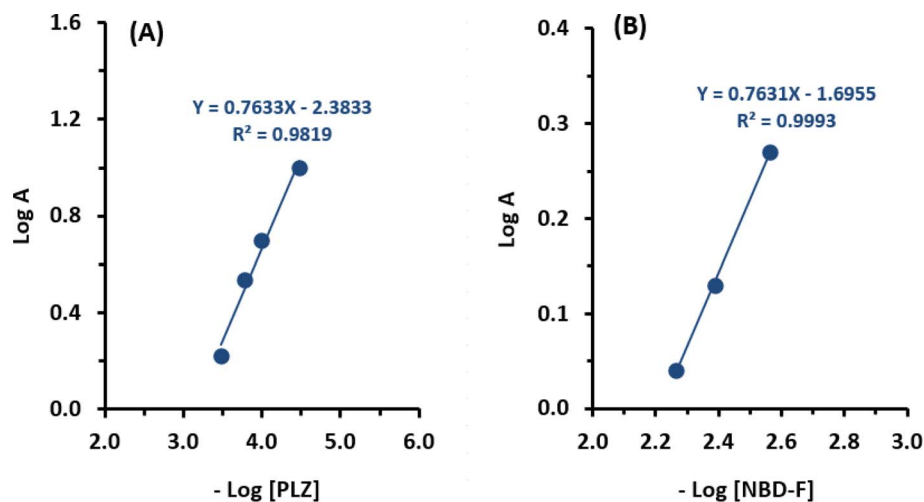 (A)
Y = 0.7633X - 2.3833
R² = 0.9819
Log A
1.6
1.2
0.8
0.4
0.0
2.0 3.0 4.0 5.0 6.0
- Log [PLZ]
(B)
Y = 0.7631X - 1.6955
R² = 0.9993
Log A
0.4
0.3
0.2
0.1
0.0
2.0 2.2 2.4 2.6 2.8 3.0
- Log [NBD-F]